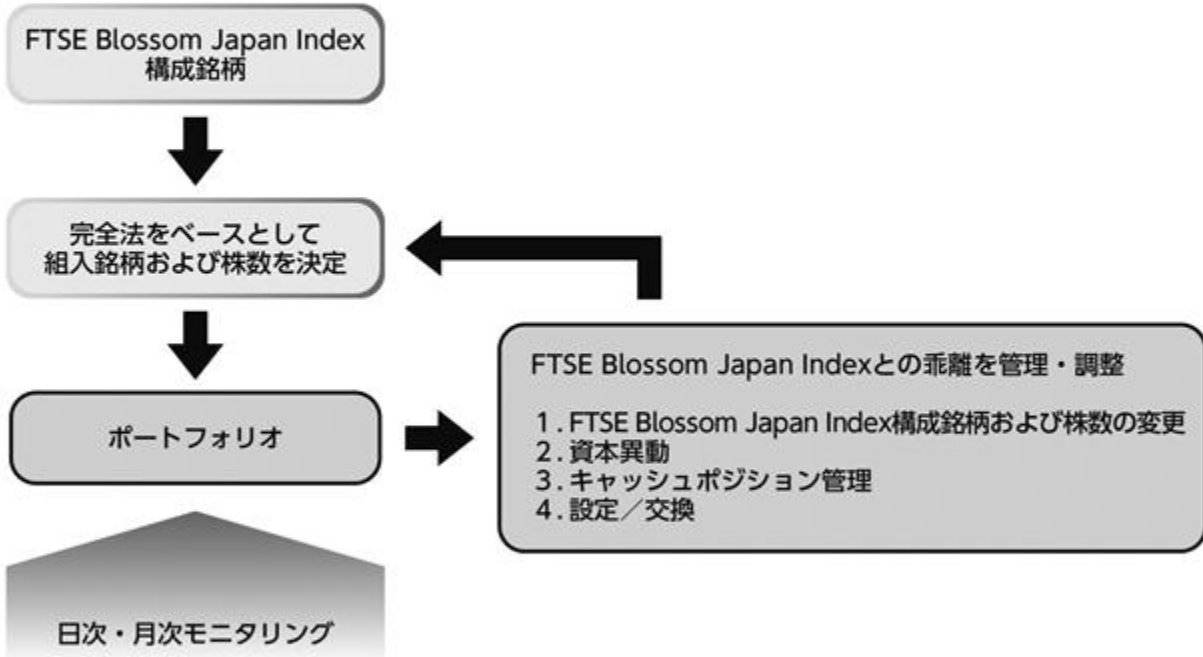 FTSE Blossom Japan Index
構成銘柄
完全法をベースとして
組入銘柄および株数を決定
ポートフォリオ
FTSE Blossom Japan Indexとの乖離を管理・調整
1．FTSE Blossom Japan Index構成銘柄および株数の変更
2．資本異動
3．キャッシュポジション管理
4．設定／交換
日次・月次モニタリング